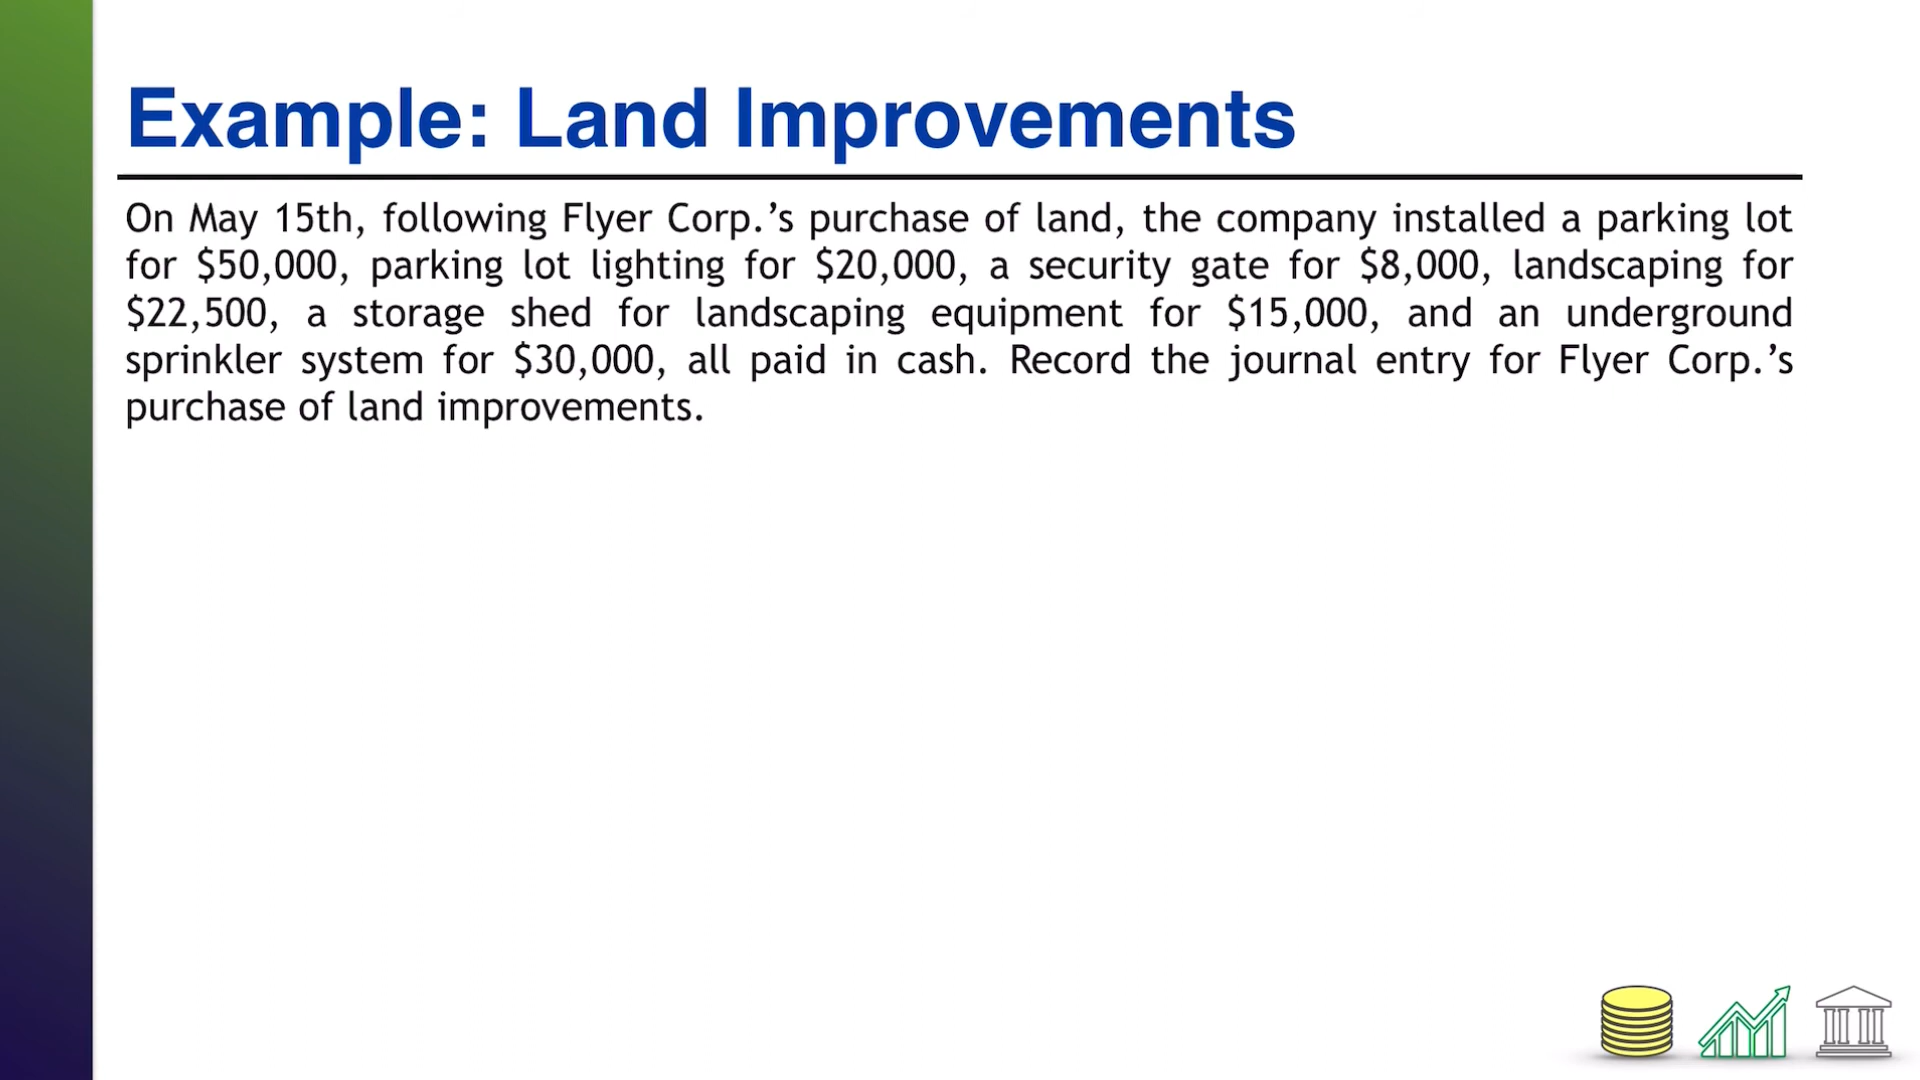 Example: Land Improvements
On May 15th, following Flyer Corp.’s purchase of land, the company installed a parking lot
for $50,000, parking lot lighting for $20,000, a security gate for $8,000, landscaping for
$22,500, a storage shed for landscaping equipment for $15,000, and an underground
sprinkler system for $30,000, all paid in cash. Record the journal entry for Flyer Corp.’s
purchase of land improvements.